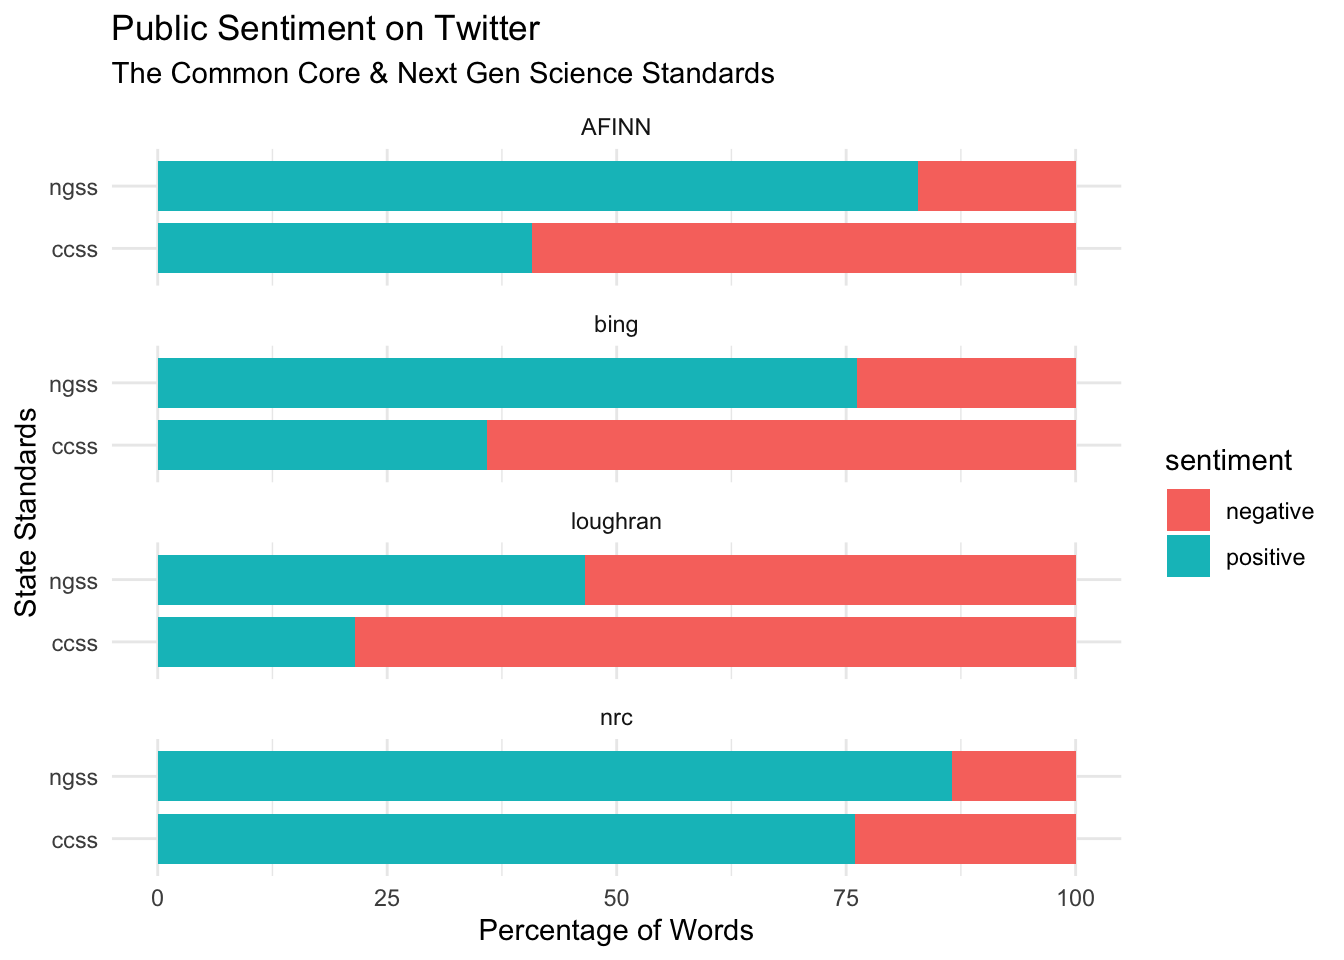 Public Sentiment on Twitter
The Common Core & Next Gen Science Standards
AFINN
ngss
ccss
bing
ngss
ccss
loughran
ngss
ccss
nrc
ngss
ccss
0 25 50 75 100
Percentage of Words
State Standards
sentiment
negative
positive